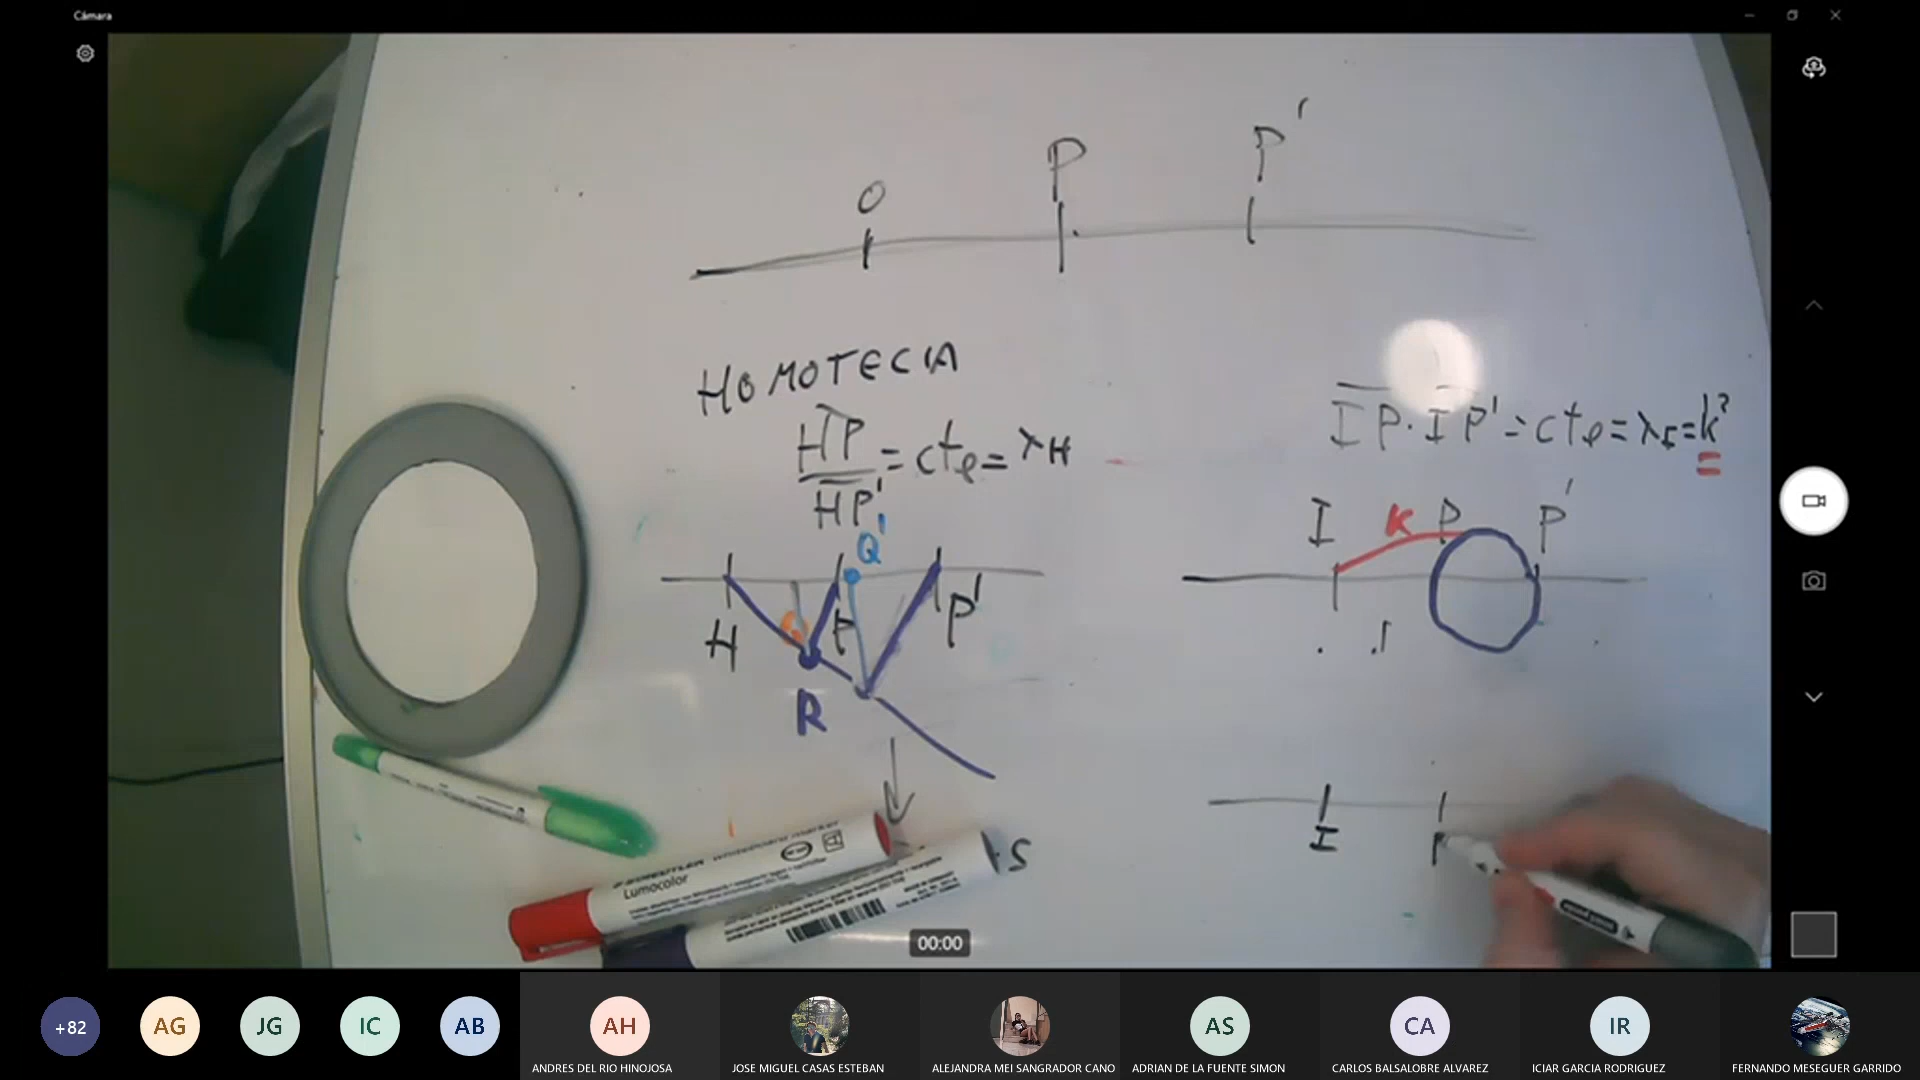 Cámara
O P P'
HOMOTECIA
HP/HP' = cte = λH
IP · IP' = cte = λI = k²
Q'
H P P'
R
I K P P'
I
S
STAEDTLER
Lumocolor
00:00
+82
AG
JG
IC
AB
AH
AS
CA
IR
ANDRES DEL RIO HINOJOSA
JOSE MIGUEL CASAS ESTEBAN
ALEJANDRA MEI SANGRADOR CANO
ADRIAN DE LA FUENTE SIMON
CARLOS BALSALOBRE ALVAREZ
ICIAR GARCIA RODRIGUEZ
FERNANDO MESEGUER GARRIDO